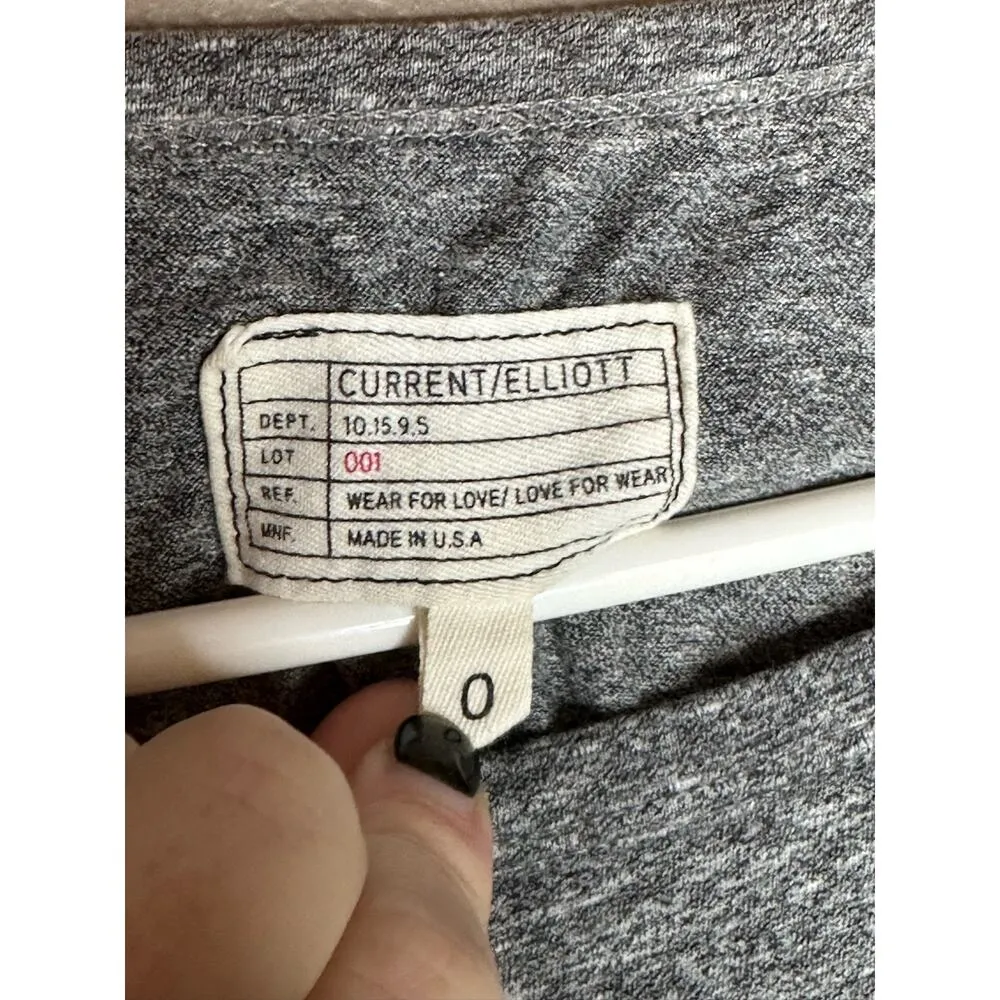 CURRENT/ELLIOTT
DEPT. 10.15.9.5
LOT 001
REF. WEAR FOR LOVE/ LOVE FOR WEAR
MNF. MADE IN U.S.A
0